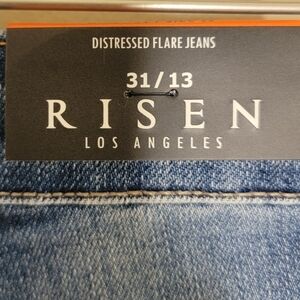 DISTRESSED FLARE JEANS
31/13
RISEN
LOS ANGELES